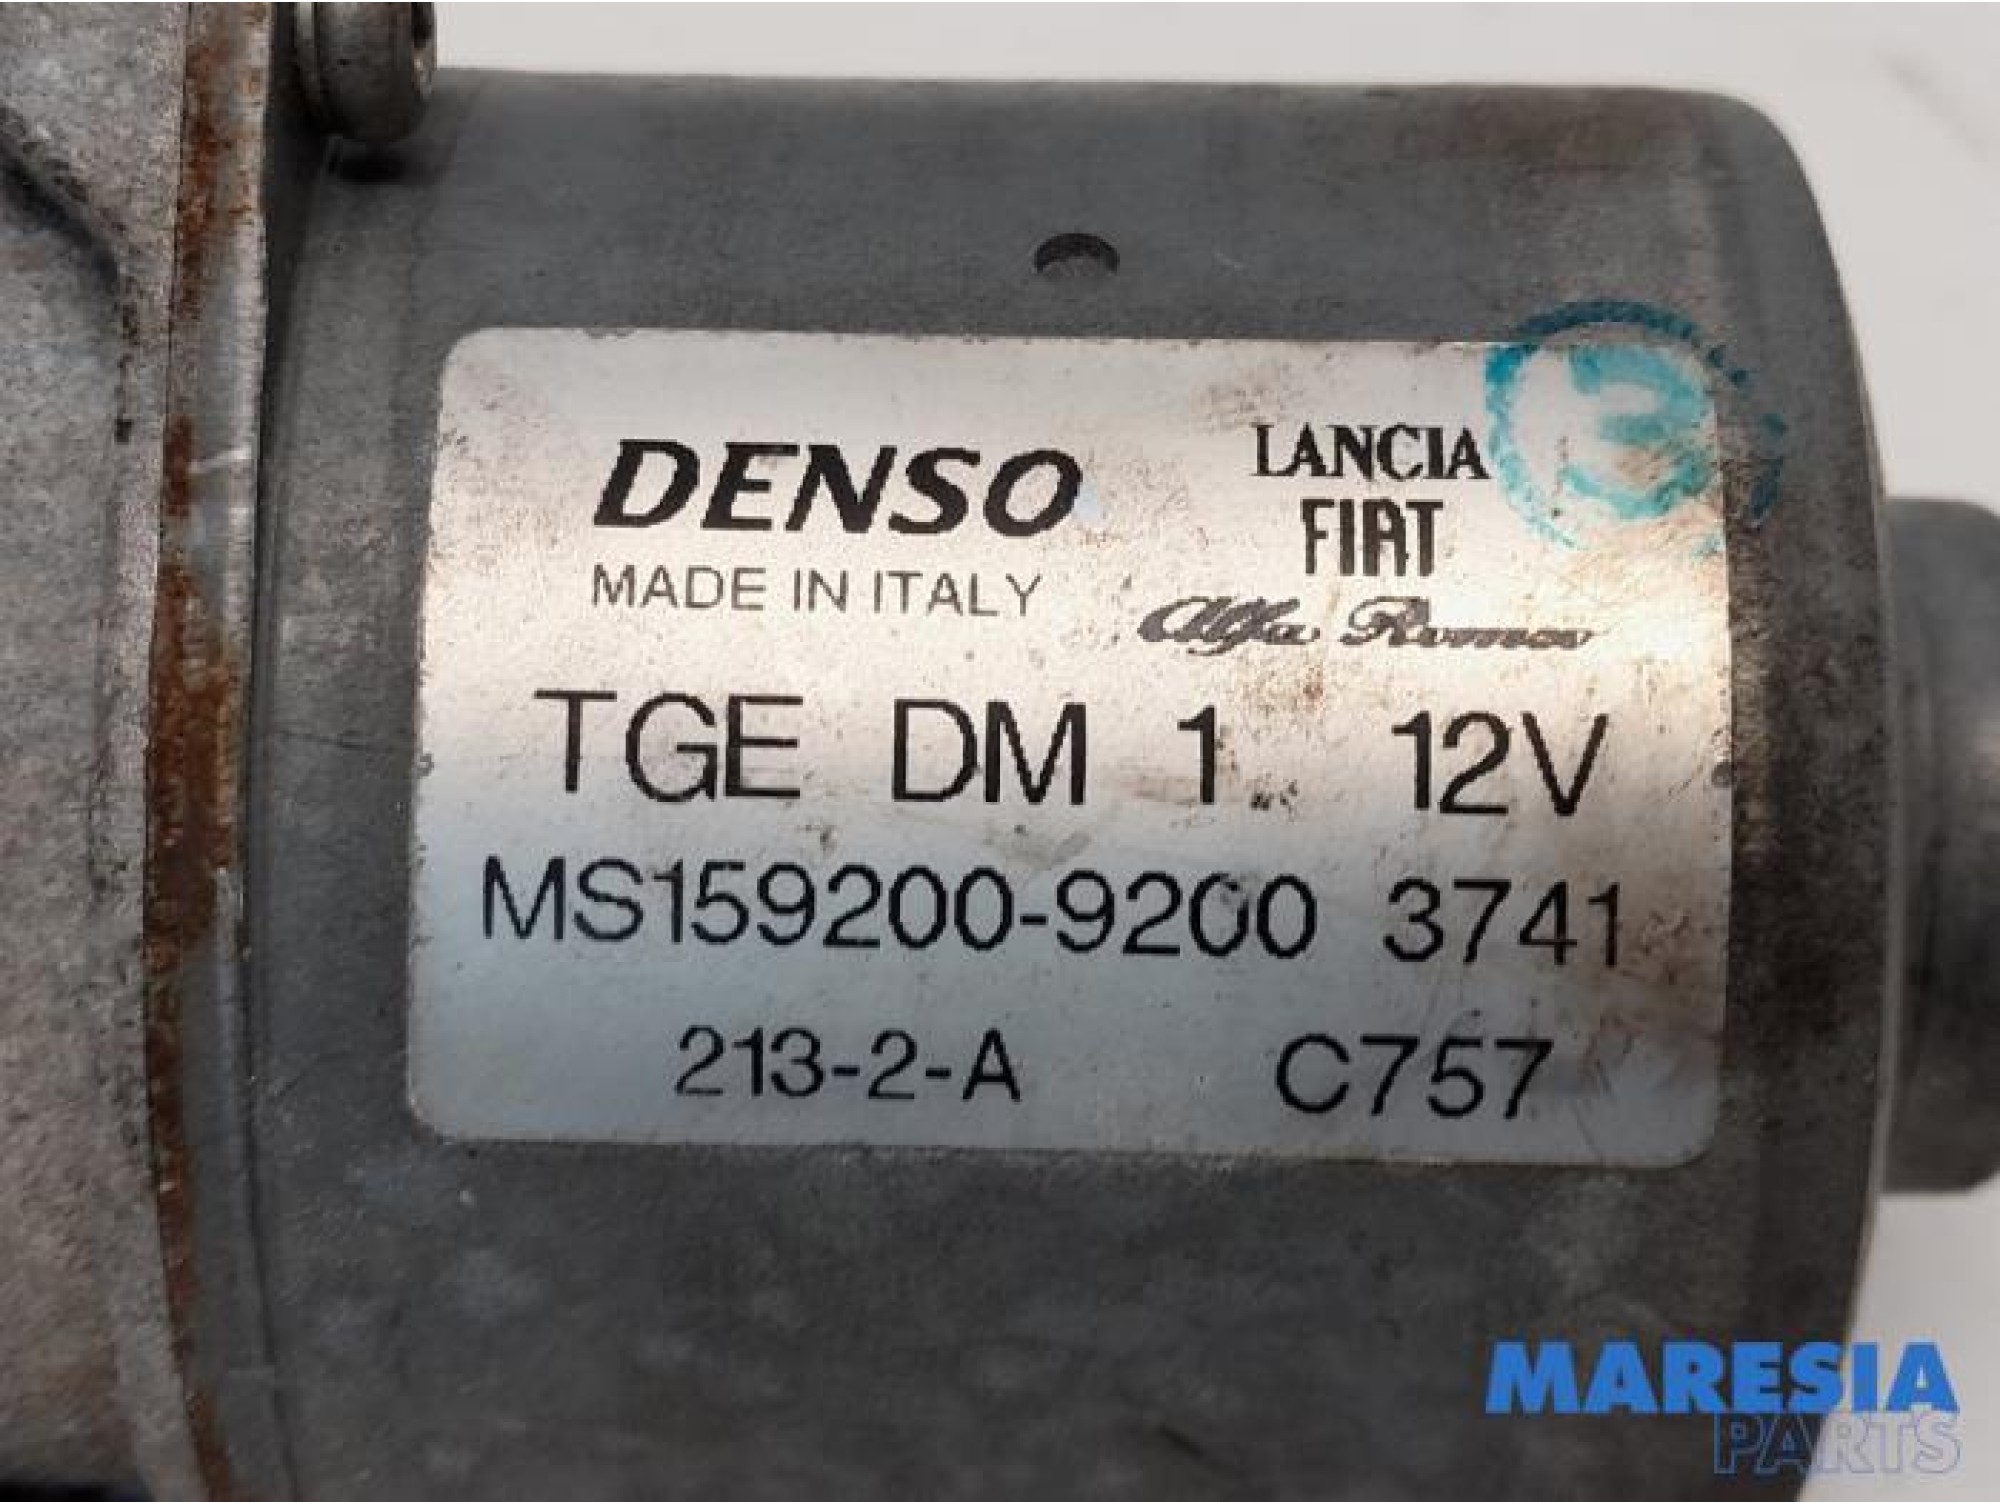 DENSO
MADE IN ITALY
LANCIA
FIAT
Alfa Romeo
TGE DM 1 12V
MS159200-9200 3741
213-2-A C757
MARESIA
PARTS